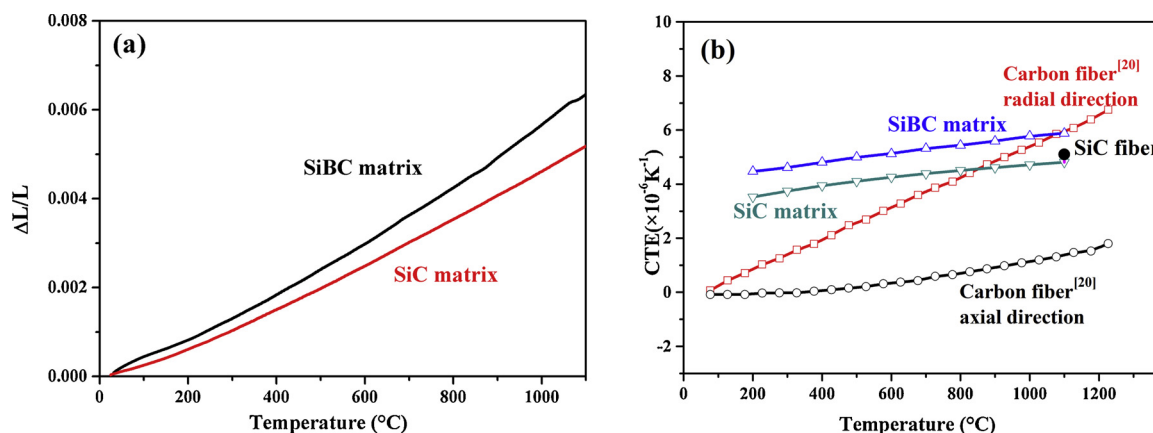 (a)
0.008
0.006
0.004
0.002
0.000
ΔL/L
SiBC matrix
SiC matrix
0
200
400
600
800
1000
Temperature (°C)
(b)
10
8
6
4
2
0
-2
CTE(×10-6K-1)
Carbon fiber[20]
radial direction
SiBC matrix
SiC fiber
SiC matrix
Carbon fiber[20]
axial direction
0
200
400
600
800
1000
1200
Temperature (°C)